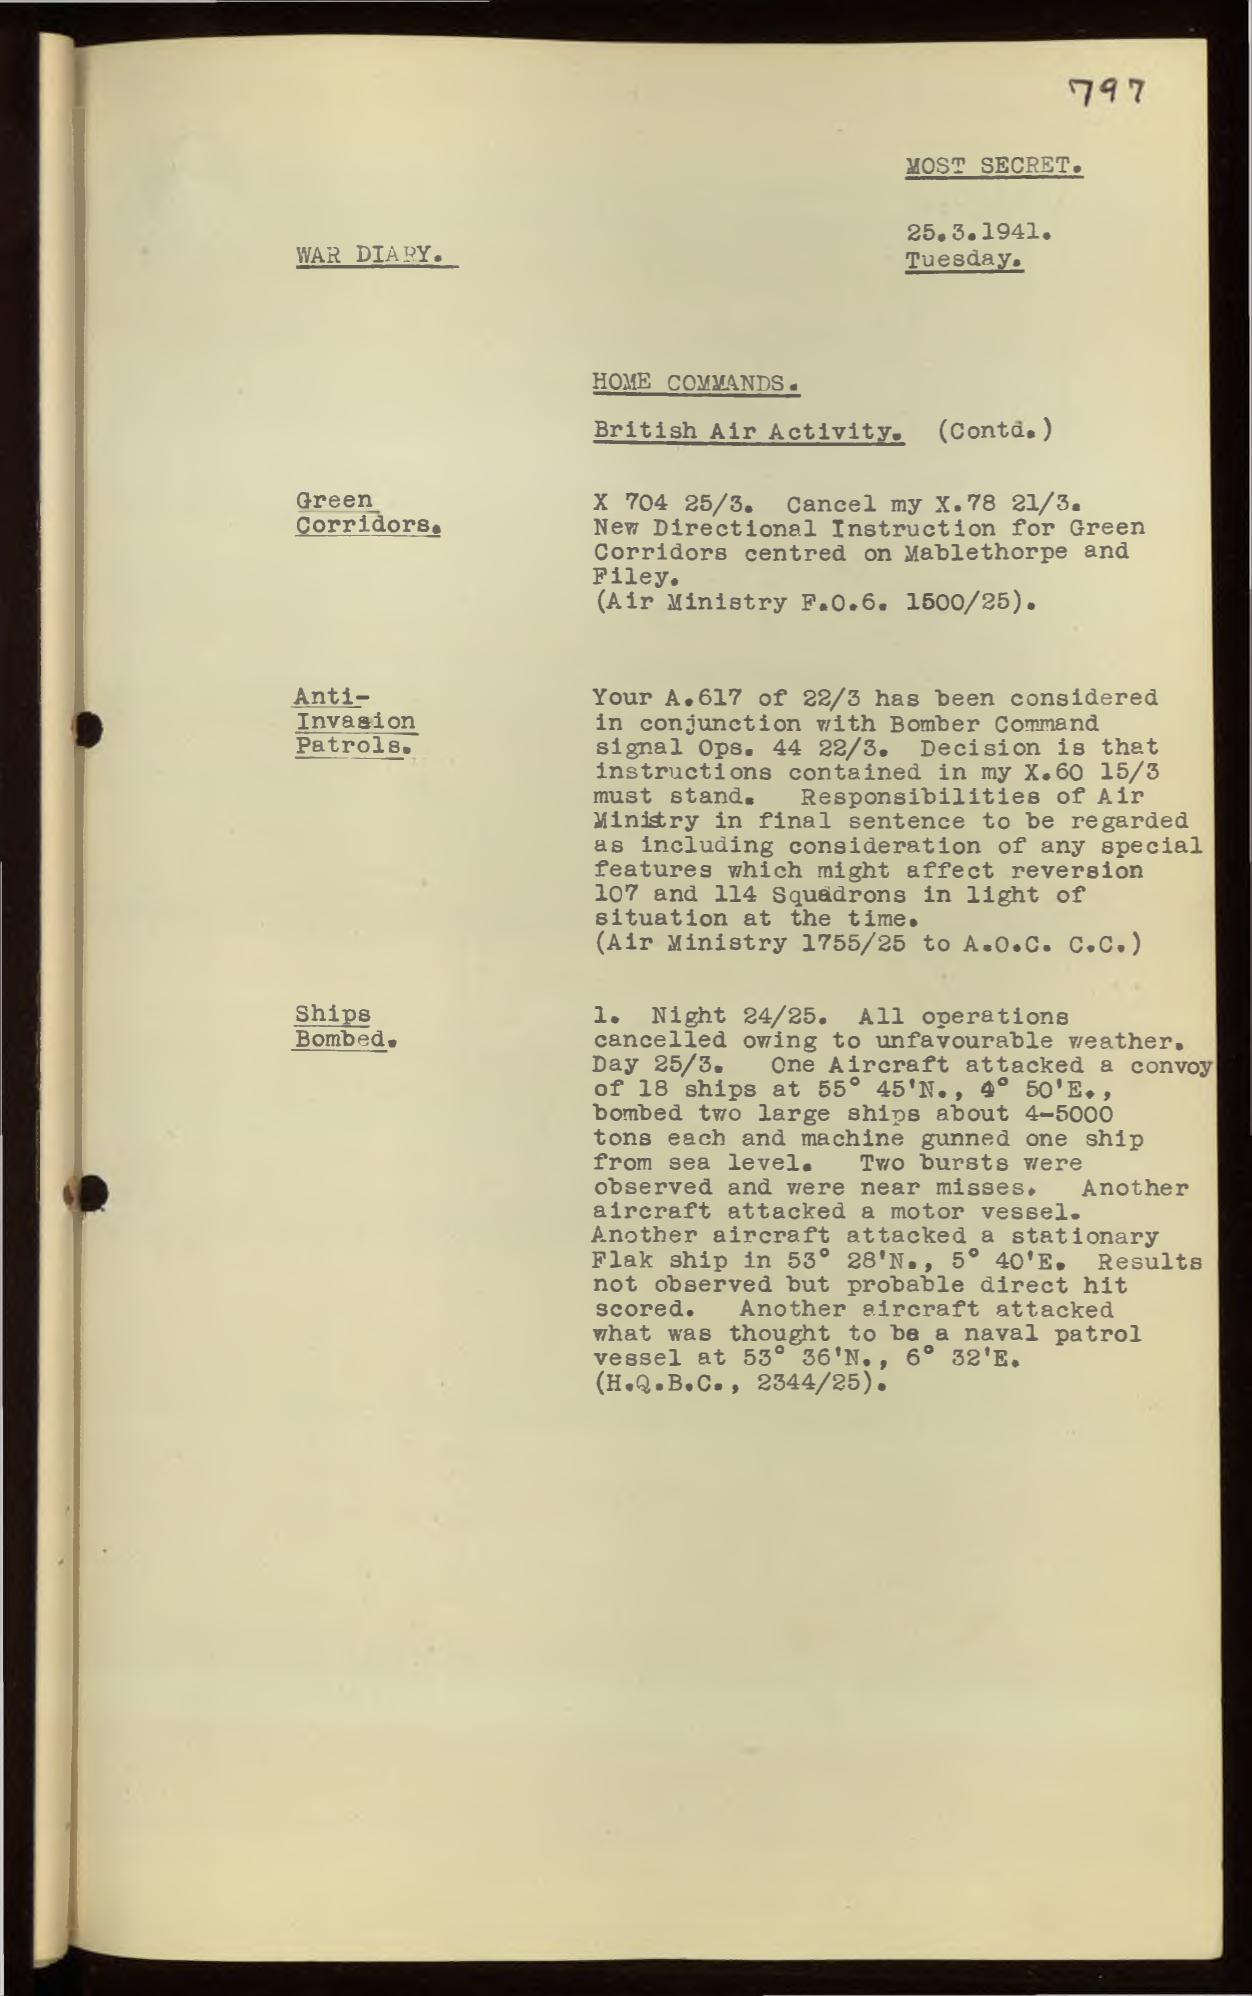 797
MOST SECRET.
25.3.1941.
WAR DIARY.
Tuesday.
HOME COMMANDS.
British Air Activity. (Contd.)
Green
Corridors.
X 704 25/3. Cancel my X.78 21/3.
New Directional Instruction for Green
Corridors centred on Mablethorpe and
Filey.
(Air Ministry F.O.6. 1500/25).
Anti-
Invasion
Patrols.
Your A.617 of 22/3 has been considered
in conjunction with Bomber Command
signal Ops. 44 22/3. Decision is that
instructions contained in my X.60 15/3
must stand. Responsibilities of Air
Ministry in final sentence to be regarded
as including consideration of any special
features which might affect reversion
107 and 114 Squadrons in light of
situation at the time.
(Air Ministry 1755/25 to A.O.C. C.C.)
Ships
Bombed.
1. Night 24/25. All operations
cancelled owing to unfavourable weather.
Day 25/3. One Aircraft attacked a convoy
of 18 ships at 55° 45'N., 4° 50'E.,
bombed two large ships about 4-5000
tons each and machine gunned one ship
from sea level. Two bursts were
observed and were near misses. Another
aircraft attacked a motor vessel.
Another aircraft attacked a stationary
Flak ship in 53° 28'N., 5° 40'E. Results
not observed but probable direct hit
scored. Another aircraft attacked
what was thought to be a naval patrol
vessel at 53° 36'N., 6° 32'E.
(H.Q.B.C., 2344/25).